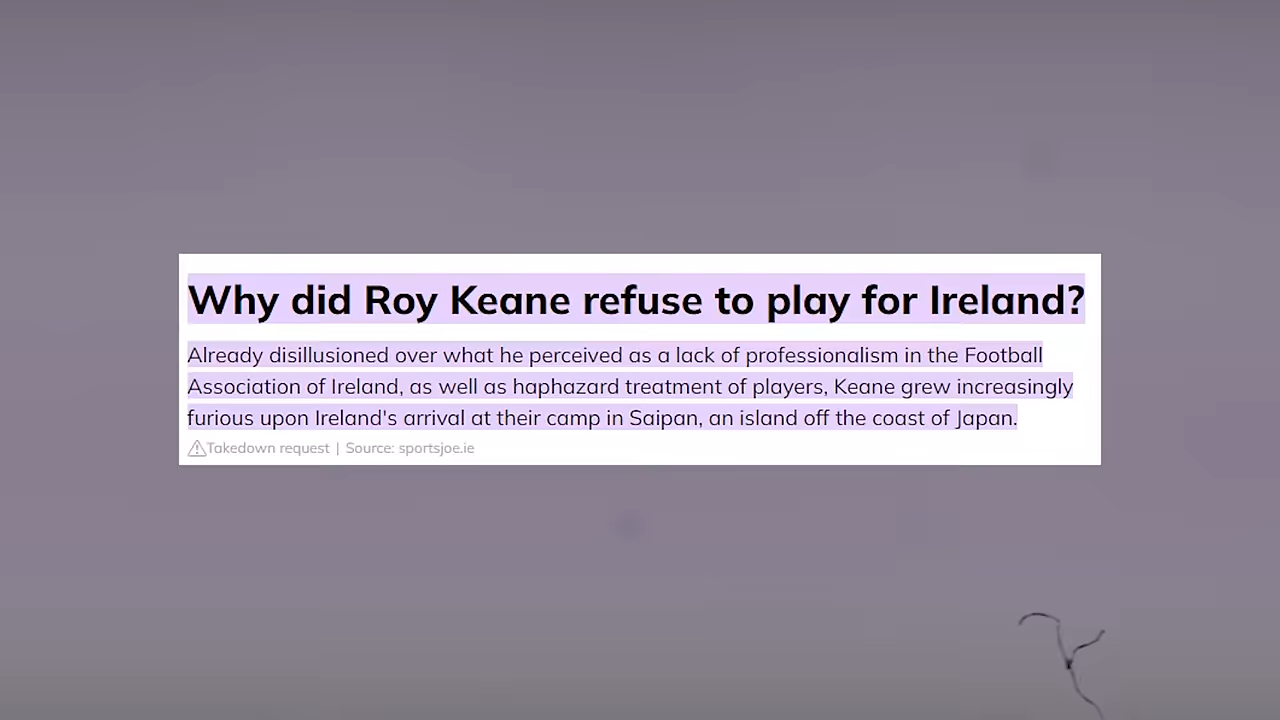 Why did Roy Keane refuse to play for Ireland?
Already disillusioned over what he perceived as a lack of professionalism in the Football
Association of Ireland, as well as haphazard treatment of players, Keane grew increasingly
furious upon Ireland's arrival at their camp in Saipan, an island off the coast of Japan.
Takedown request | Source: sportsjoe.ie